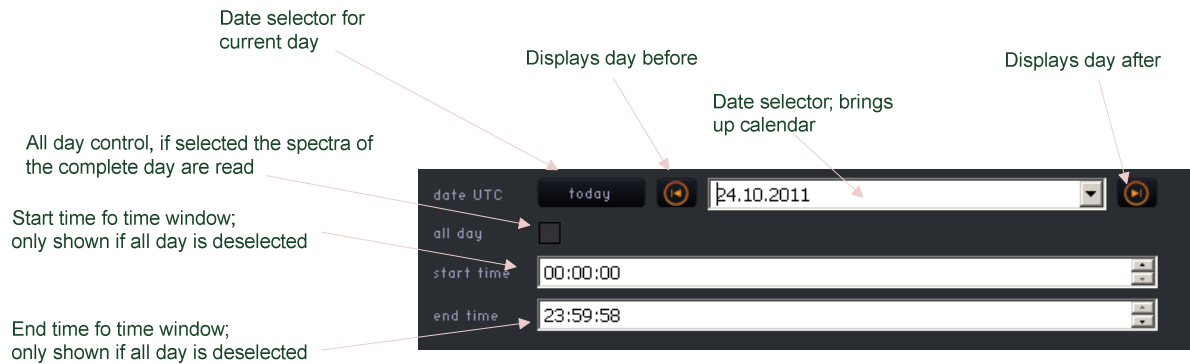 Date selector for
current day
Displays day before
Displays day after
Date selector; brings
up calendar
All day control, if selected the spectra of
the complete day are read
Start time fo time window;
only shown if all day is deselected
End time fo time window;
only shown if all day is deselected
date UTC today 24.10.2011
all day
start time 00:00:00
end time 23:59:58